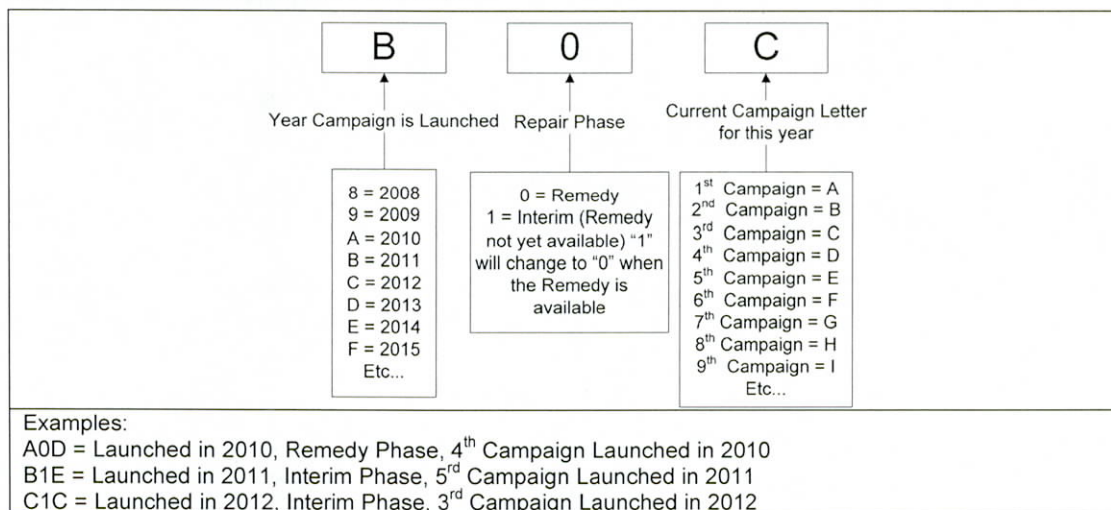 B 0 C
Year Campaign is Launched
Repair Phase
Current Campaign Letter
for this year
8 = 2008
9 = 2009
A = 2010
B = 2011
C = 2012
D = 2013
E = 2014
F = 2015
Etc...
0 = Remedy
1 = Interim (Remedy
not yet available) “1”
will change to “0” when
the Remedy is
available
1st Campaign = A
2nd Campaign = B
3rd Campaign = C
4th Campaign = D
5th Campaign = E
6th Campaign = F
7th Campaign = G
8th Campaign = H
9th Campaign = I
Etc...
Examples:
A0D = Launched in 2010, Remedy Phase, 4th Campaign Launched in 2010
B1E = Launched in 2011, Interim Phase, 5rd Campaign Launched in 2011
C1C = Launched in 2012, Interim Phase, 3rd Campaign Launched in 2012